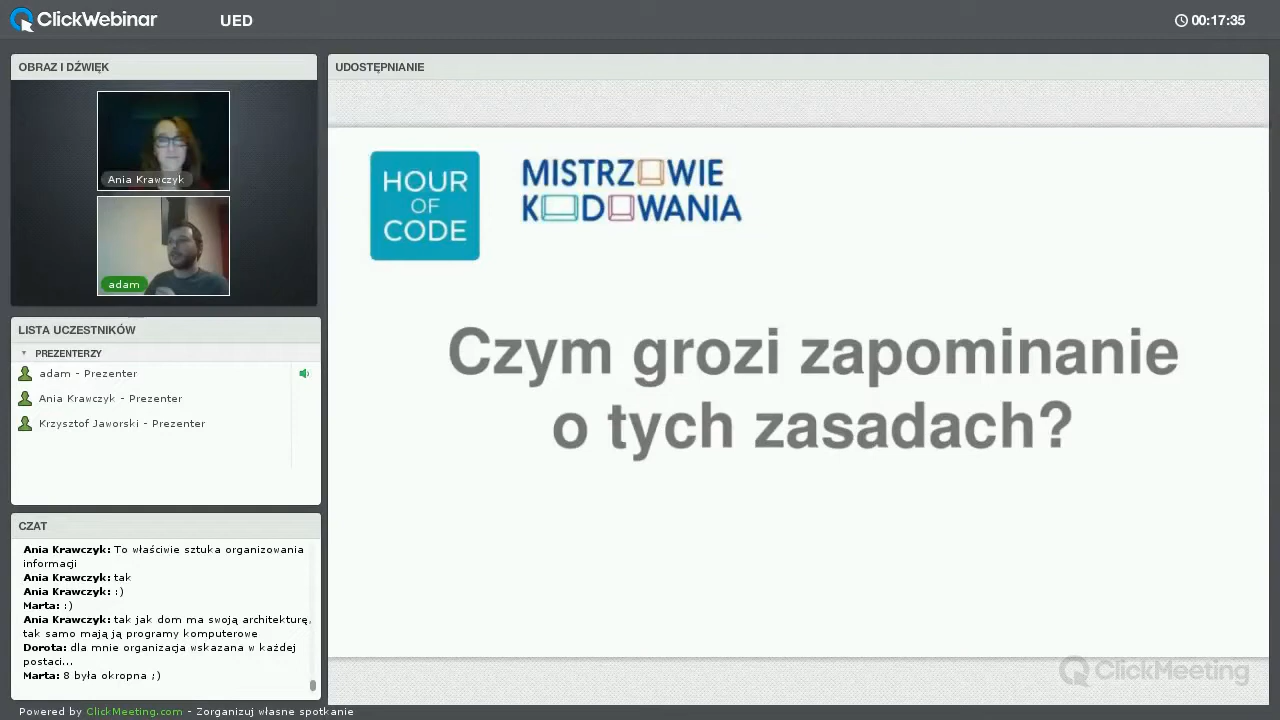 ClickWebinar
UED
00:17:35
OBRAZ I DŹWIĘK
Ania Krawczyk
adam
LISTA UCZESTNIKÓW
PREZENTERZY
adam - Prezenter
Ania Krawczyk - Prezenter
Krzysztof Jaworski - Prezenter
CZAT
Ania Krawczyk: To właściwie sztuka organizowania
informacji
Ania Krawczyk: tak
Ania Krawczyk: :)
Marta: :)
Ania Krawczyk: tak jak dom ma swoją architekturę,
tak samo mają ją programy komputerowe
Dorota: dla mnie organizacja wskazana w każdej
postaci...
Marta: 8 była okropna ;)
UDOSTĘPNIANIE
HOUR
OF
CODE
MISTRZOWIE
KODOWANIA
Czym grozi zapominanie
o tych zasadach?
ClickMeeting
Powered by ClickMeeting.com - Zorganizuj własne spotkanie